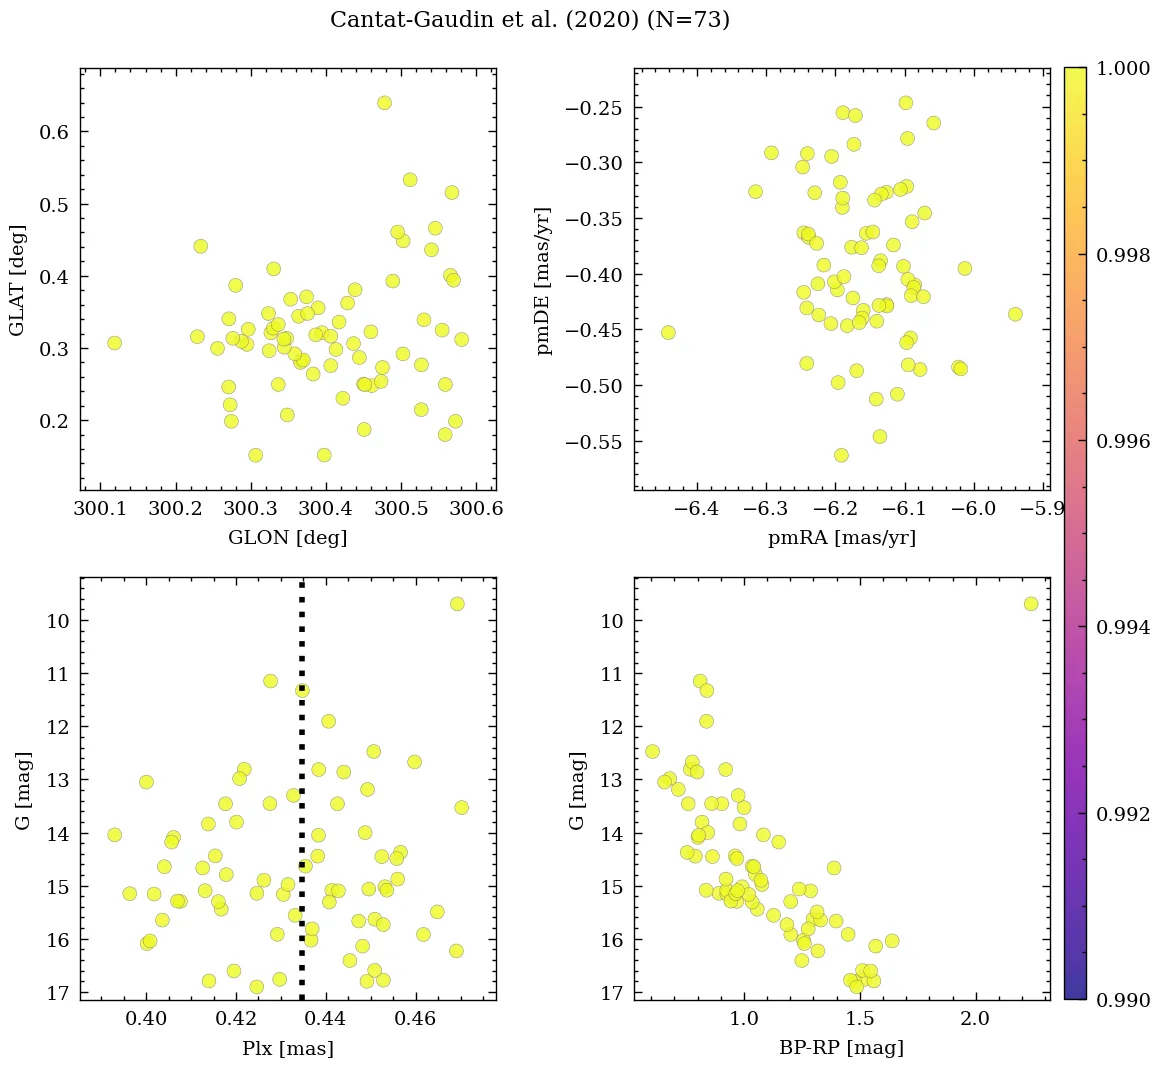 Cantat-Gaudin et al. (2020) (N=73)
0.6
0.5
0.4
0.3
0.2
GLAT [deg]
300.1 300.2 300.3 300.4 300.5 300.6
GLON [deg]
−0.25
−0.30
−0.35
−0.40
−0.45
−0.50
−0.55
pmDE [mas/yr]
−6.4 −6.3 −6.2 −6.1 −6.0 −5.9
pmRA [mas/yr]
1.000
0.998
0.996
0.994
0.992
0.990
10
11
12
13
14
15
16
17
G [mag]
0.40 0.42 0.44 0.46
Plx [mas]
10
11
12
13
14
15
16
17
G [mag]
1.0 1.5 2.0
BP-RP [mag]